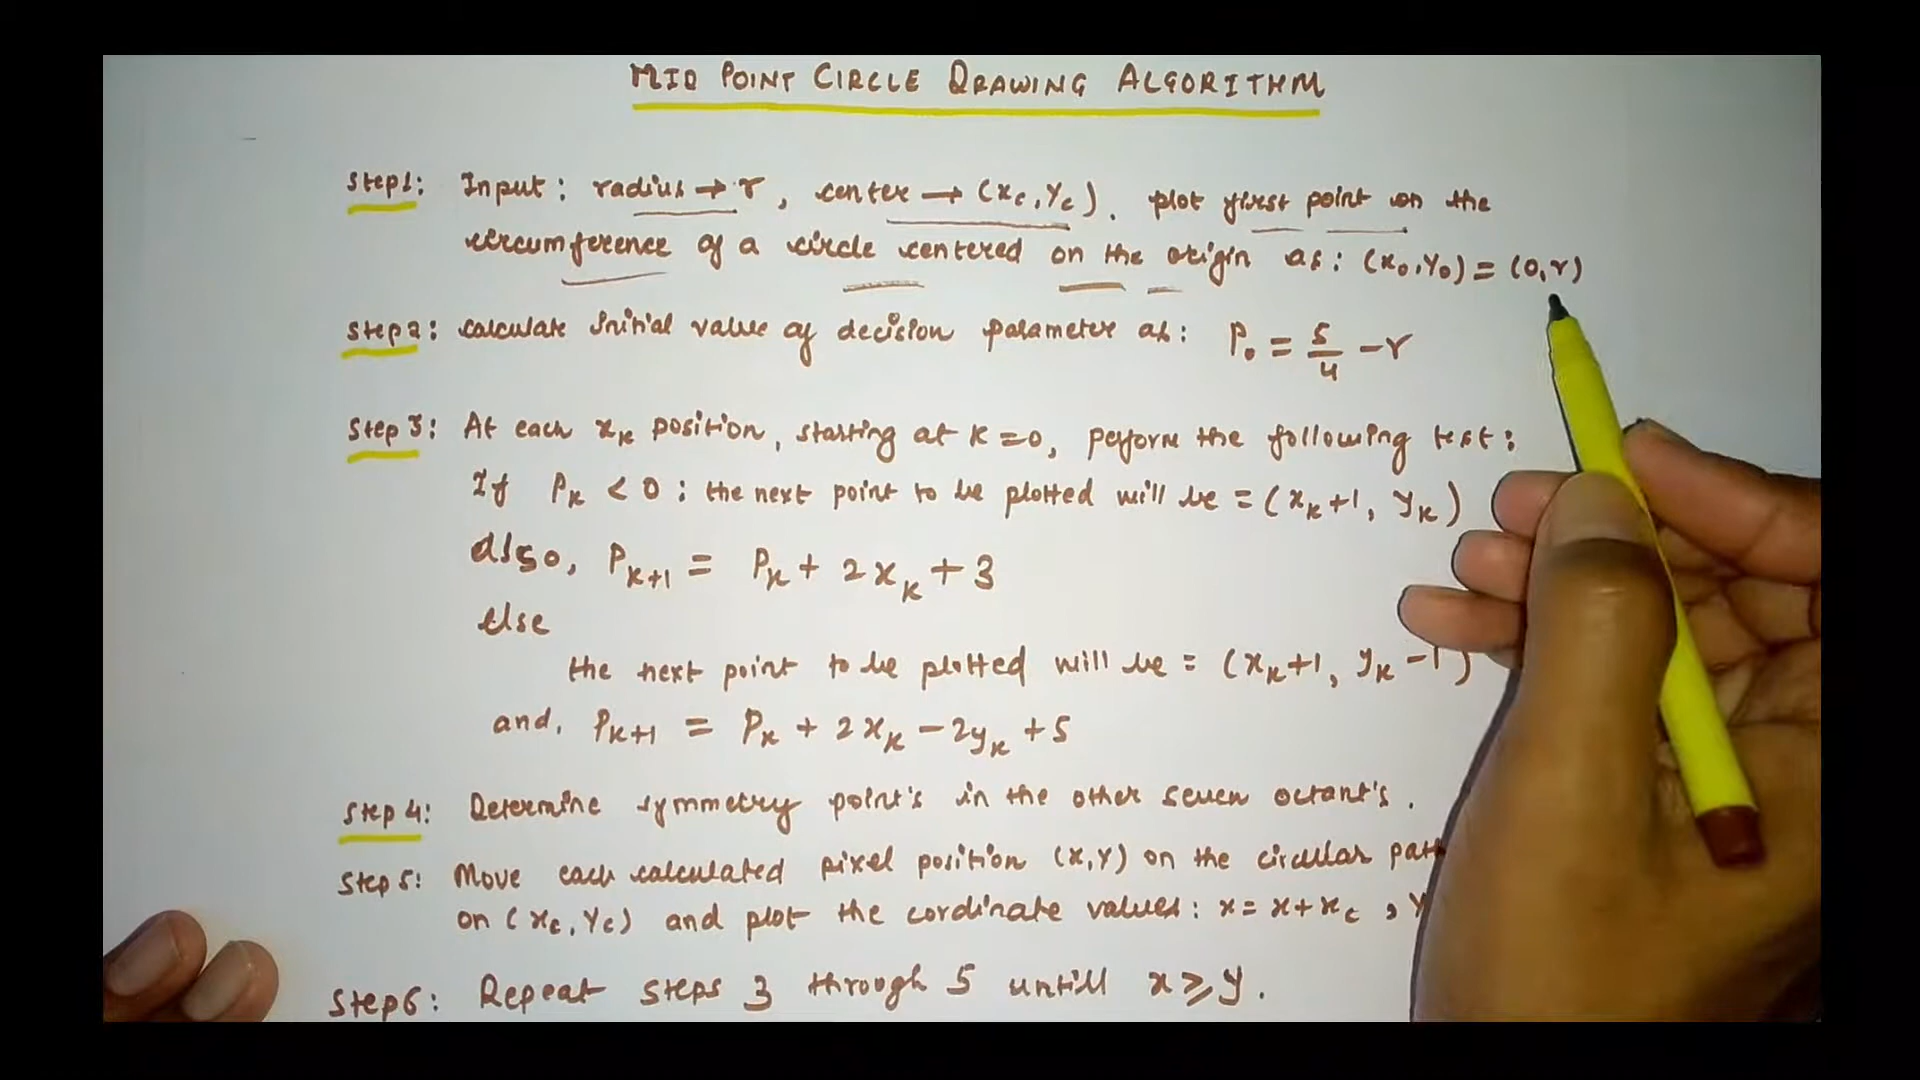 MID POINT CIRCLE DRAWING ALGORITHM
Step1: Input: radius → r, center → (xc, Yc). plot first point on the
circumference of a circle centered on the origin as: (x0, Y0) = (0, r)
Step2: calculate initial value of decision parameter as: P0 = 5/4 - r
Step 3: At each xk position, starting at K=0, perform the following test:
If Pk < 0 : the next point to be plotted will be = (xk+1, yk)
also, Pk+1 = Pk + 2xk + 3
else
the next point to be plotted will be = (xk+1, yk-1)
and, Pk+1 = Pk + 2xk - 2yk + 5
Step 4: Determine symmetry point's in the other seven octant's.
Step 5: Move each calculated pixel position (x, y) on the circular
on (xc, Yc) and plot the cordinate values: x = x + xc, Y
Step6: Repeat steps 3 through 5 untill x ≥ y.